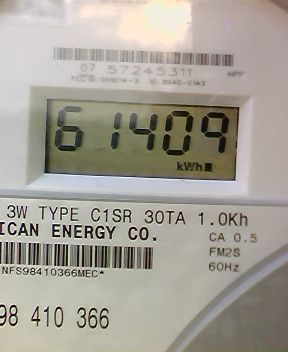 07 57245311 HPP
61409
kWh
3W TYPE C1SR 30TA 1.0Kh
ICAN ENERGY CO. CA 0.5
FM2S
NFS98410366MEC* 60Hz
98 410 366